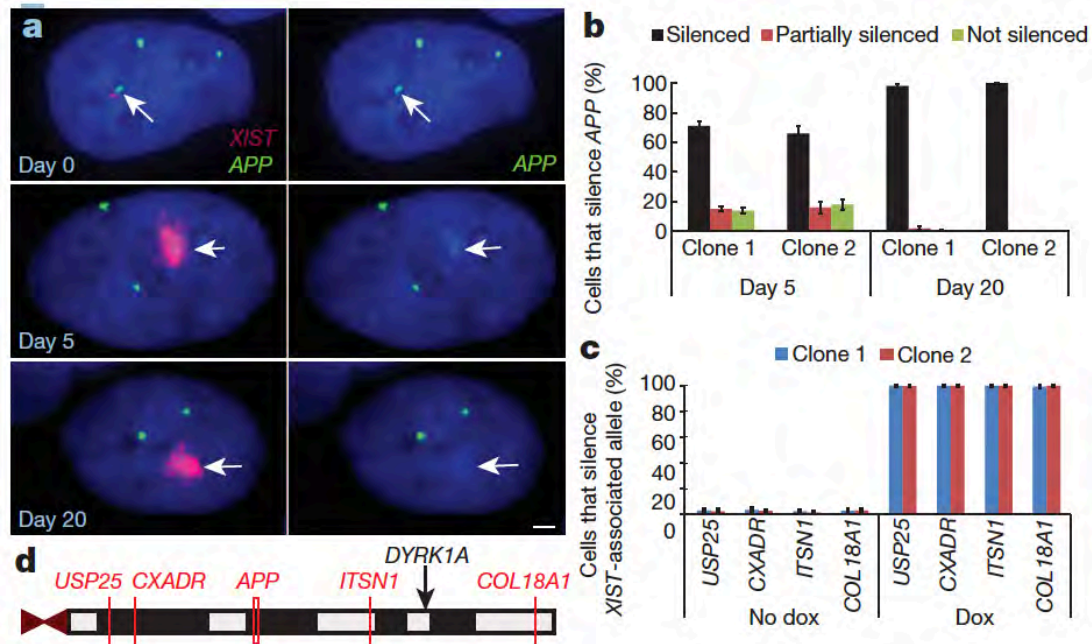 a
XIST
APP
APP
Day 0
Day 5
Day 20
b
Silenced Partially silenced Not silenced
Cells that silence APP (%)
100
80
60
40
20
0
Clone 1 Clone 2 Clone 1 Clone 2
Day 5 Day 20
c
Clone 1 Clone 2
Cells that silence
XIST-associated allele (%)
100
80
60
40
20
0
USP25 CXADR ITSN1 COL18A1 USP25 CXADR ITSN1 COL18A1
No dox Dox
d
DYRK1A
USP25 CXADR APP ITSN1 COL18A1